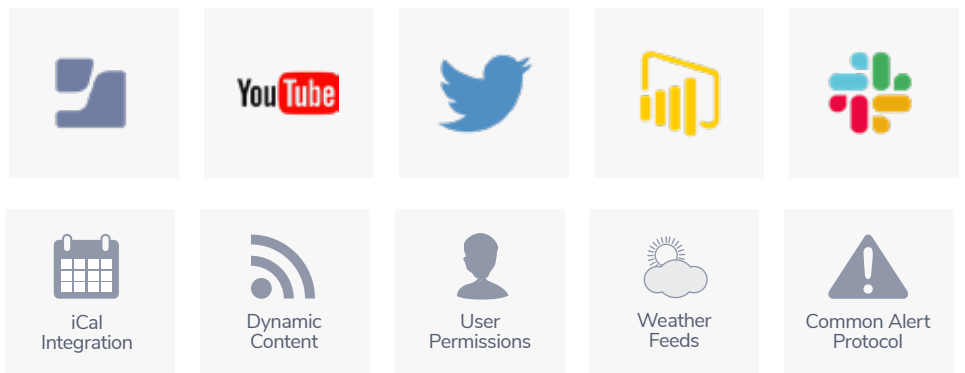 YouTube
iCal
Integration
Dynamic
Content
User
Permissions
Weather
Feeds
Common Alert
Protocol